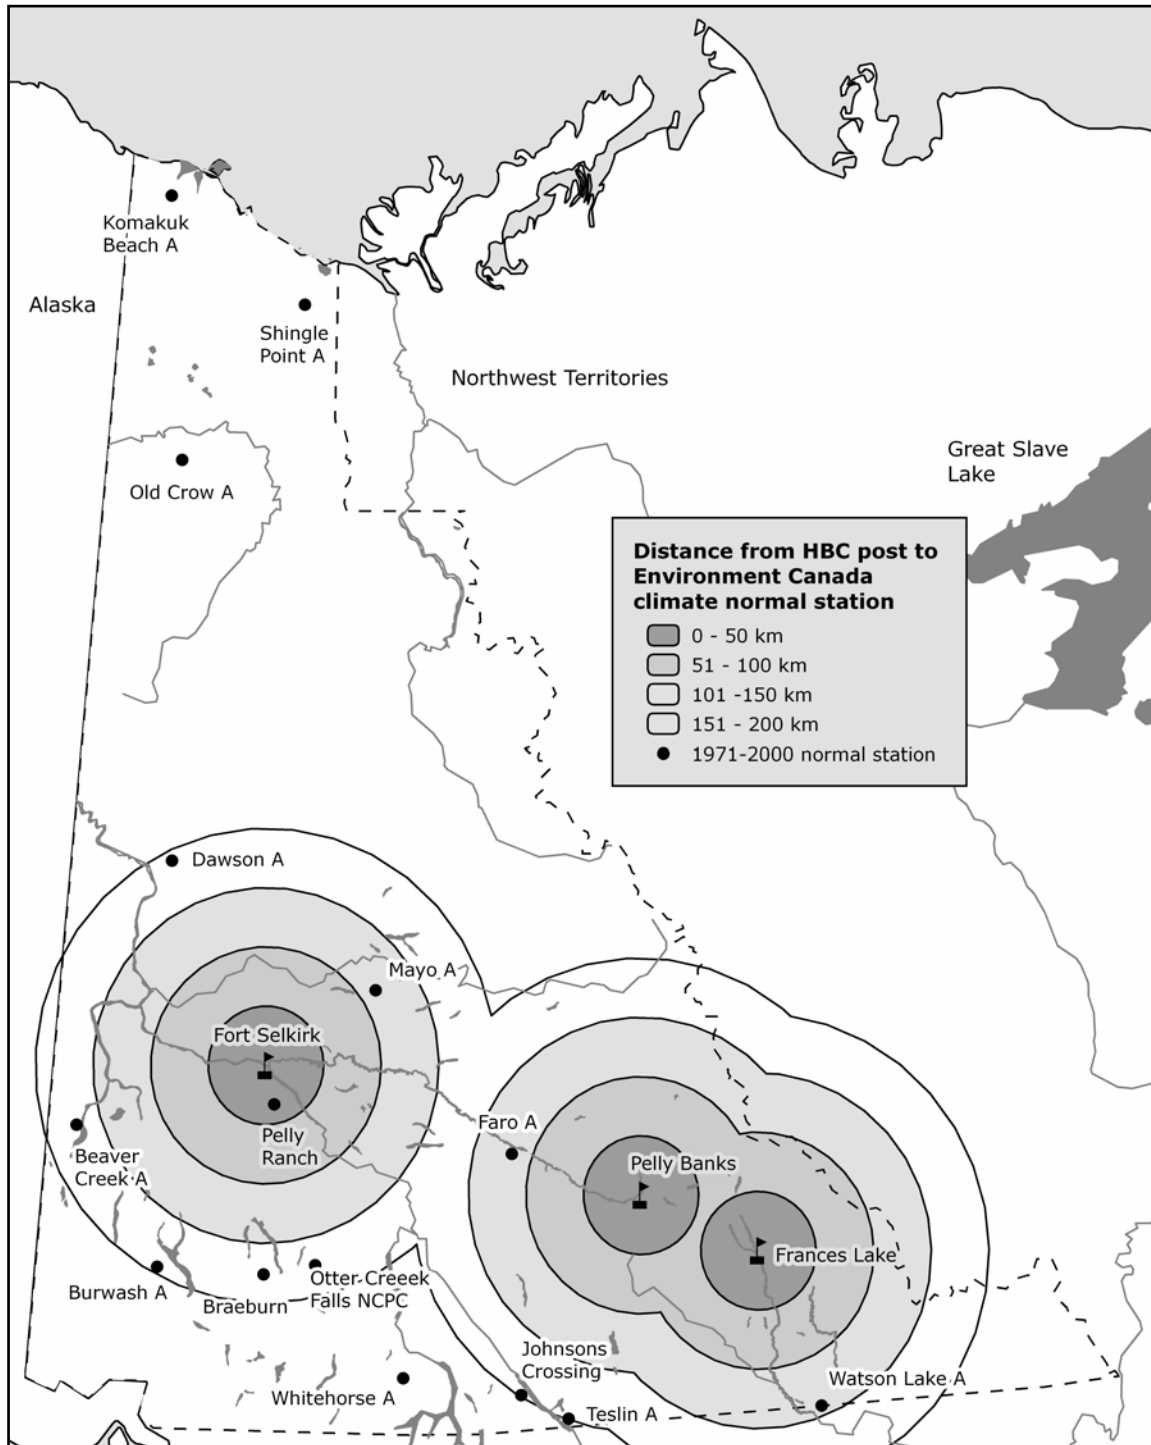 Komakuk
Beach A
Alaska
Shingle
Point A
Northwest Territories
Great Slave
Lake
Old Crow A
Distance from HBC post to
Environment Canada
climate normal station
0 - 50 km
51 - 100 km
101 -150 km
151 - 200 km
1971-2000 normal station
Dawson A
Mayo A
Fort Selkirk
Faro A
Pelly
Ranch
Beaver
Creek A
Pelly Banks
Frances Lake
Burwash A
Braeburn
Otter Creeek
Falls NCPC
Johnsons
Crossing
Whitehorse A
Teslin A
Watson Lake A